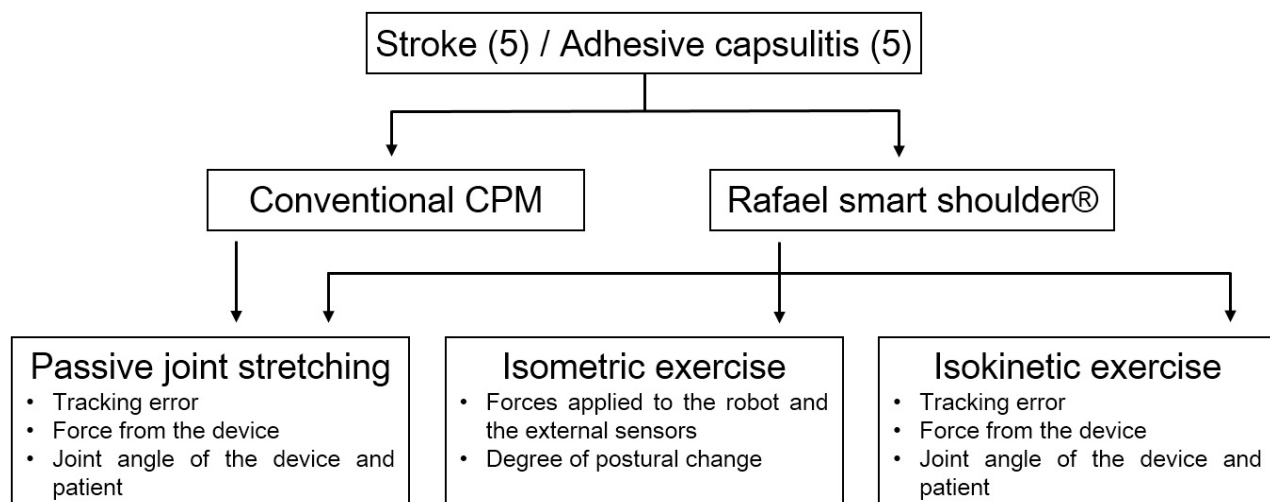 Stroke (5) / Adhesive capsulitis (5)
Conventional CPM
Rafael smart shoulder®
Passive joint stretching
• Tracking error
• Force from the device
• Joint angle of the device and
patient
Isometric exercise
• Forces applied to the robot and
the external sensors
• Degree of postural change
Isokinetic exercise
• Tracking error
• Force from the device
• Joint angle of the device and
patient